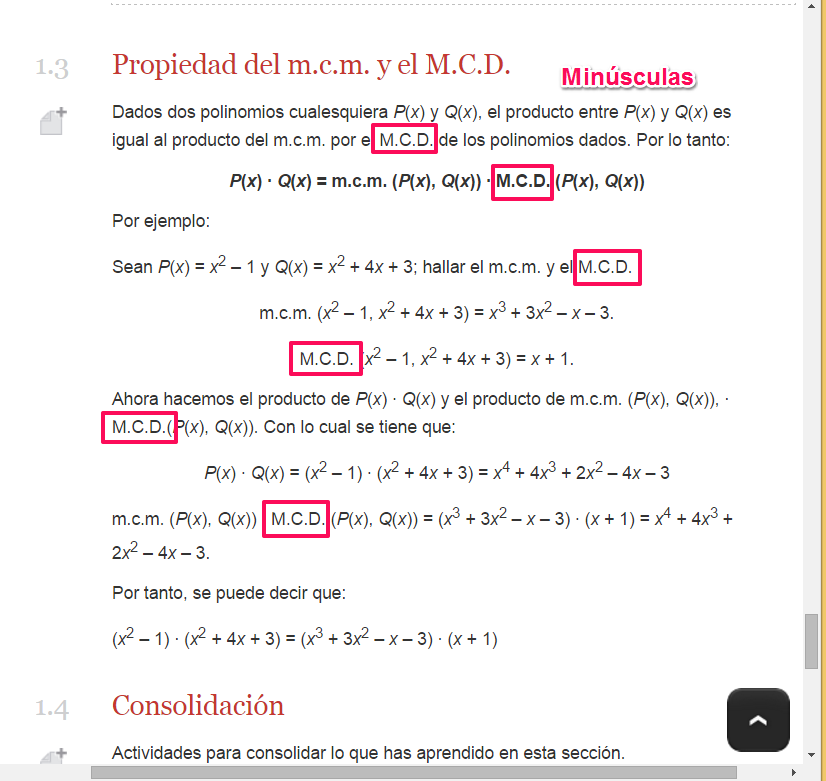 1.3 Propiedad del m.c.m. y el M.C.D.
Minúsculas
Dados dos polinomios cualesquiera P(x) y Q(x), el producto entre P(x) y Q(x) es
igual al producto del m.c.m. por el M.C.D. de los polinomios dados. Por lo tanto:
P(x) · Q(x) = m.c.m. (P(x), Q(x)) · M.C.D. (P(x), Q(x))
Por ejemplo:
Sean P(x) = x² – 1 y Q(x) = x² + 4x + 3; hallar el m.c.m. y el M.C.D.
m.c.m. (x² – 1, x² + 4x + 3) = x³ + 3x² – x – 3.
M.C.D. (x² – 1, x² + 4x + 3) = x + 1.
Ahora hacemos el producto de P(x) · Q(x) y el producto de m.c.m. (P(x), Q(x)), ·
M.C.D.(P(x), Q(x)). Con lo cual se tiene que:
P(x) · Q(x) = (x² – 1) · (x² + 4x + 3) = x⁴ + 4x³ + 2x² – 4x – 3
m.c.m. (P(x), Q(x)) M.C.D. (P(x), Q(x)) = (x³ + 3x² – x – 3) · (x + 1) = x⁴ + 4x³ +
2x² – 4x – 3.
Por tanto, se puede decir que:
(x² – 1) · (x² + 4x + 3) = (x³ + 3x² – x – 3) · (x + 1)
1.4 Consolidación
Actividades para consolidar lo que has aprendido en esta sección.